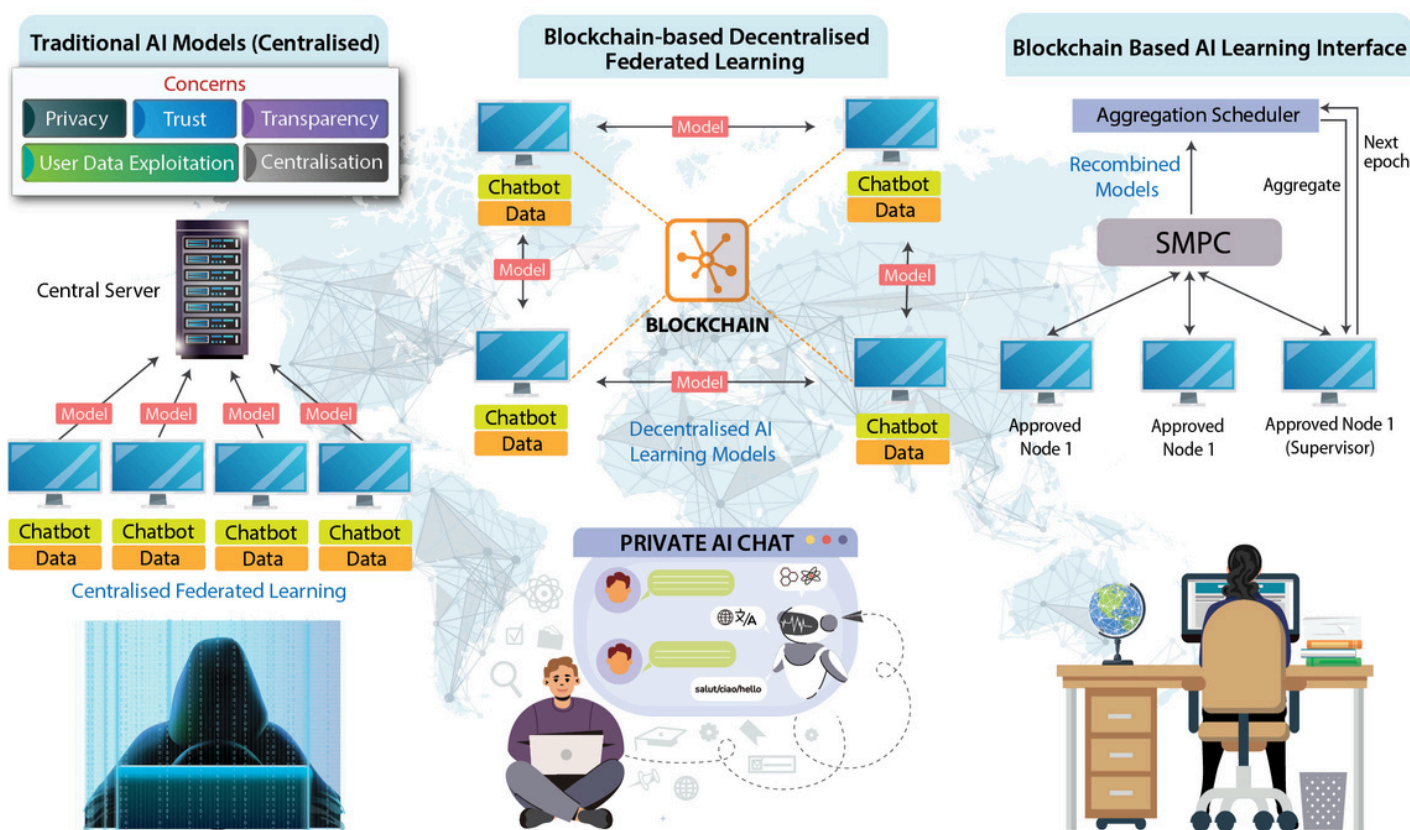 Traditional AI Models (Centralised)
Concerns
Privacy
Trust
Transparency
User Data Exploitation
Centralisation
Central Server
Model
Model
Model
Model
Chatbot
Data
Chatbot
Data
Chatbot
Data
Chatbot
Data
Centralised Federated Learning
Blockchain-based Decentralised
Federated Learning
Model
Chatbot
Data
Chatbot
Data
Model
Model
BLOCKCHAIN
Model
Chatbot
Data
Chatbot
Data
Decentralised AI
Learning Models
PRIVATE AI CHAT
文/A
salut/ciao/hello
Blockchain Based AI Learning Interface
Aggregation Scheduler
Recombined
Models
Next
epoch
Aggregate
SMPC
Approved
Node 1
Approved
Node 1
Approved Node 1
(Supervisor)